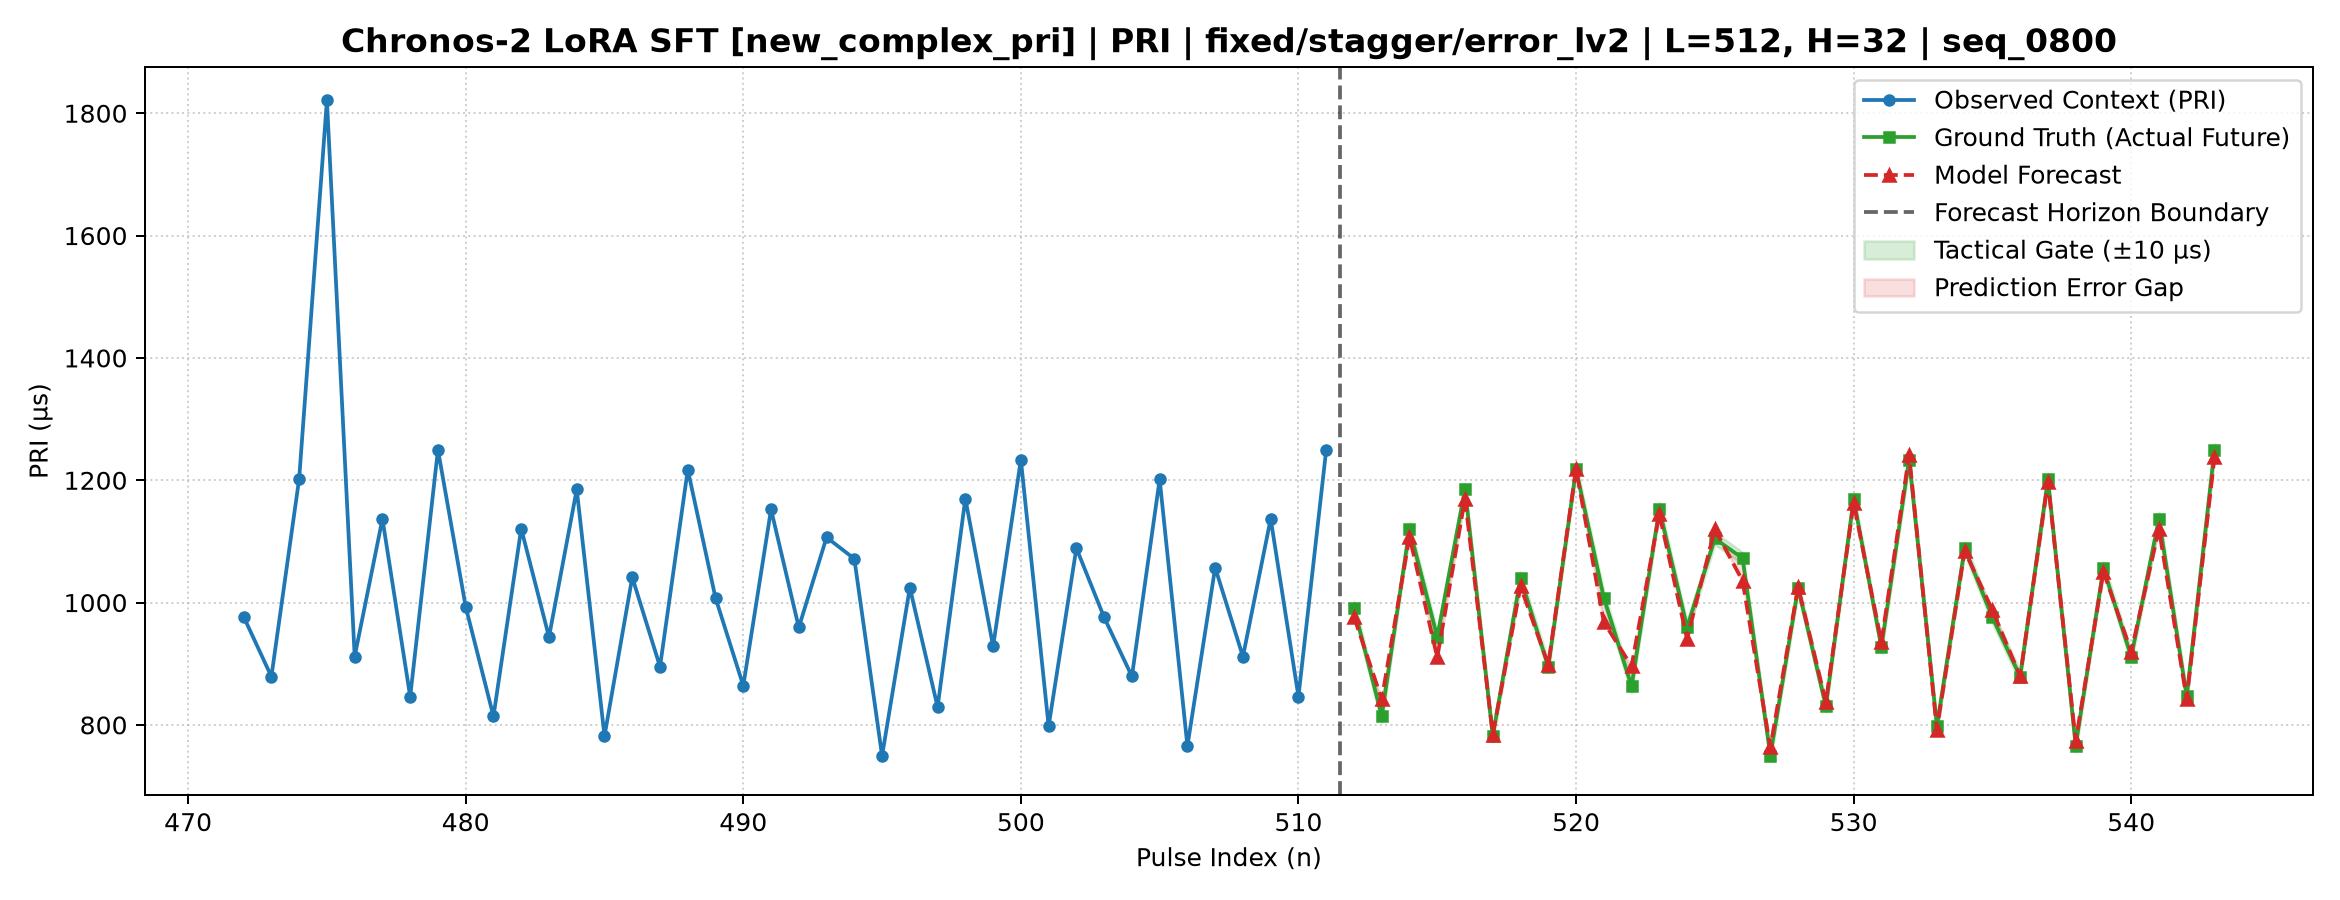 Chronos-2 LoRA SFT [new_complex_pri] | PRI | fixed/stagger/error_lv2 | L=512, H=32 | seq_0800
Observed Context (PRI)
Ground Truth (Actual Future)
Model Forecast
Forecast Horizon Boundary
Tactical Gate (±10 μs)
Prediction Error Gap
PRI (μs)
1800
1600
1400
1200
1000
800
470 480 490 500 510 520 530 540
Pulse Index (n)